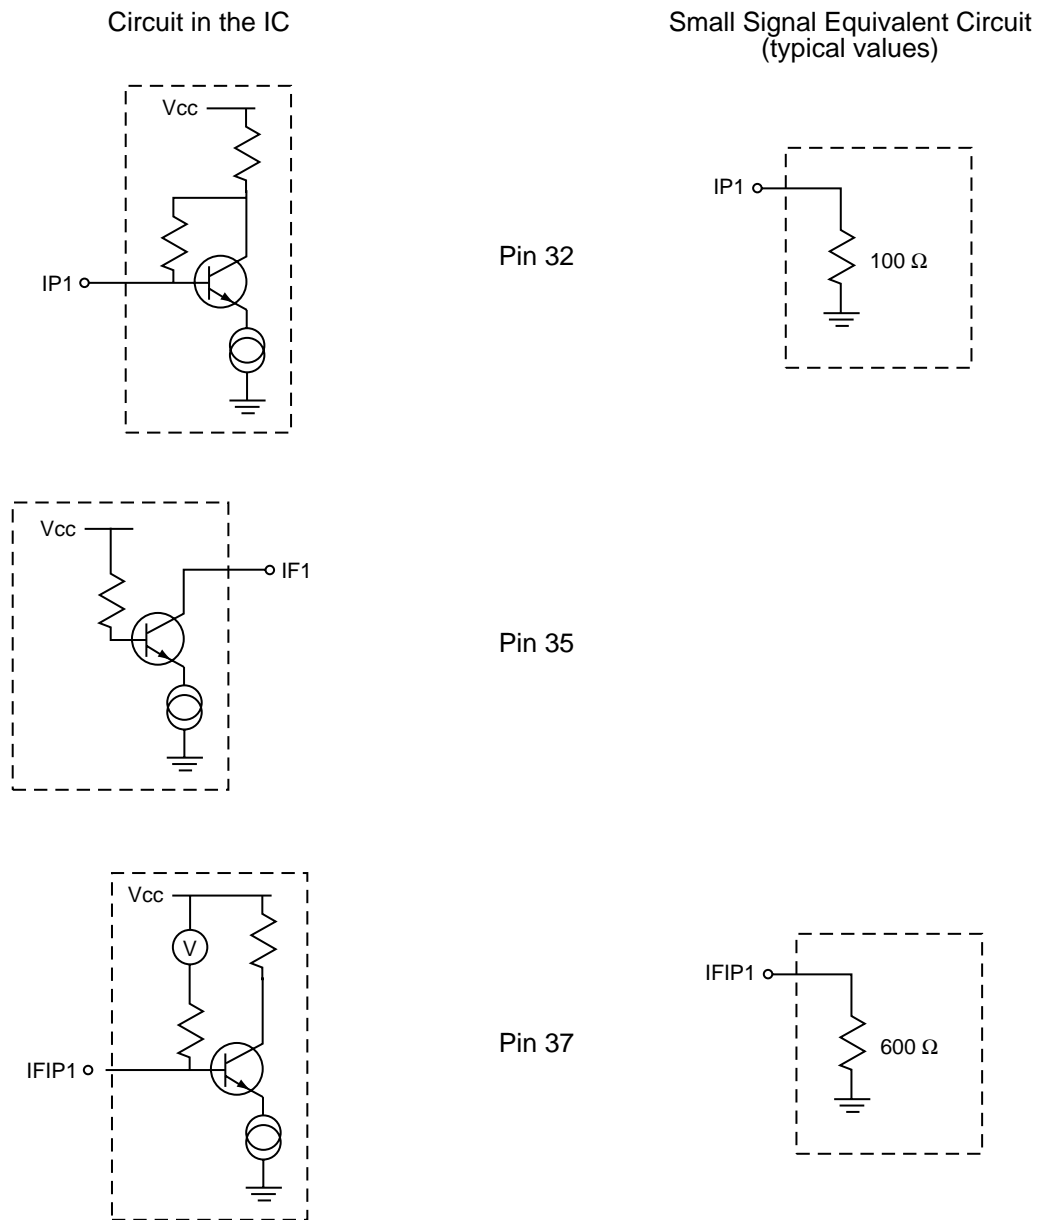 Circuit in the IC
Small Signal Equivalent Circuit
(typical values)
Vcc
IP1
Pin 32
IP1
100 Ω
Vcc
IF1
Pin 35
Vcc
V
IFIP1
Pin 37
IFIP1
600 Ω